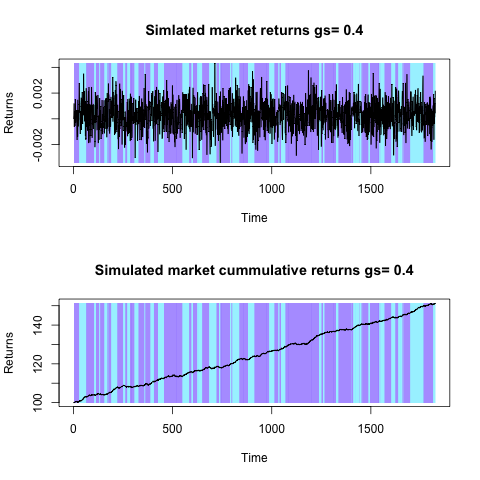 Simlated market returns gs= 0.4
Returns
0.002
-0.002
0 500 1000 1500
Time
Simulated market cummulative returns gs= 0.4
Returns
140
120
100
0 500 1000 1500
Time